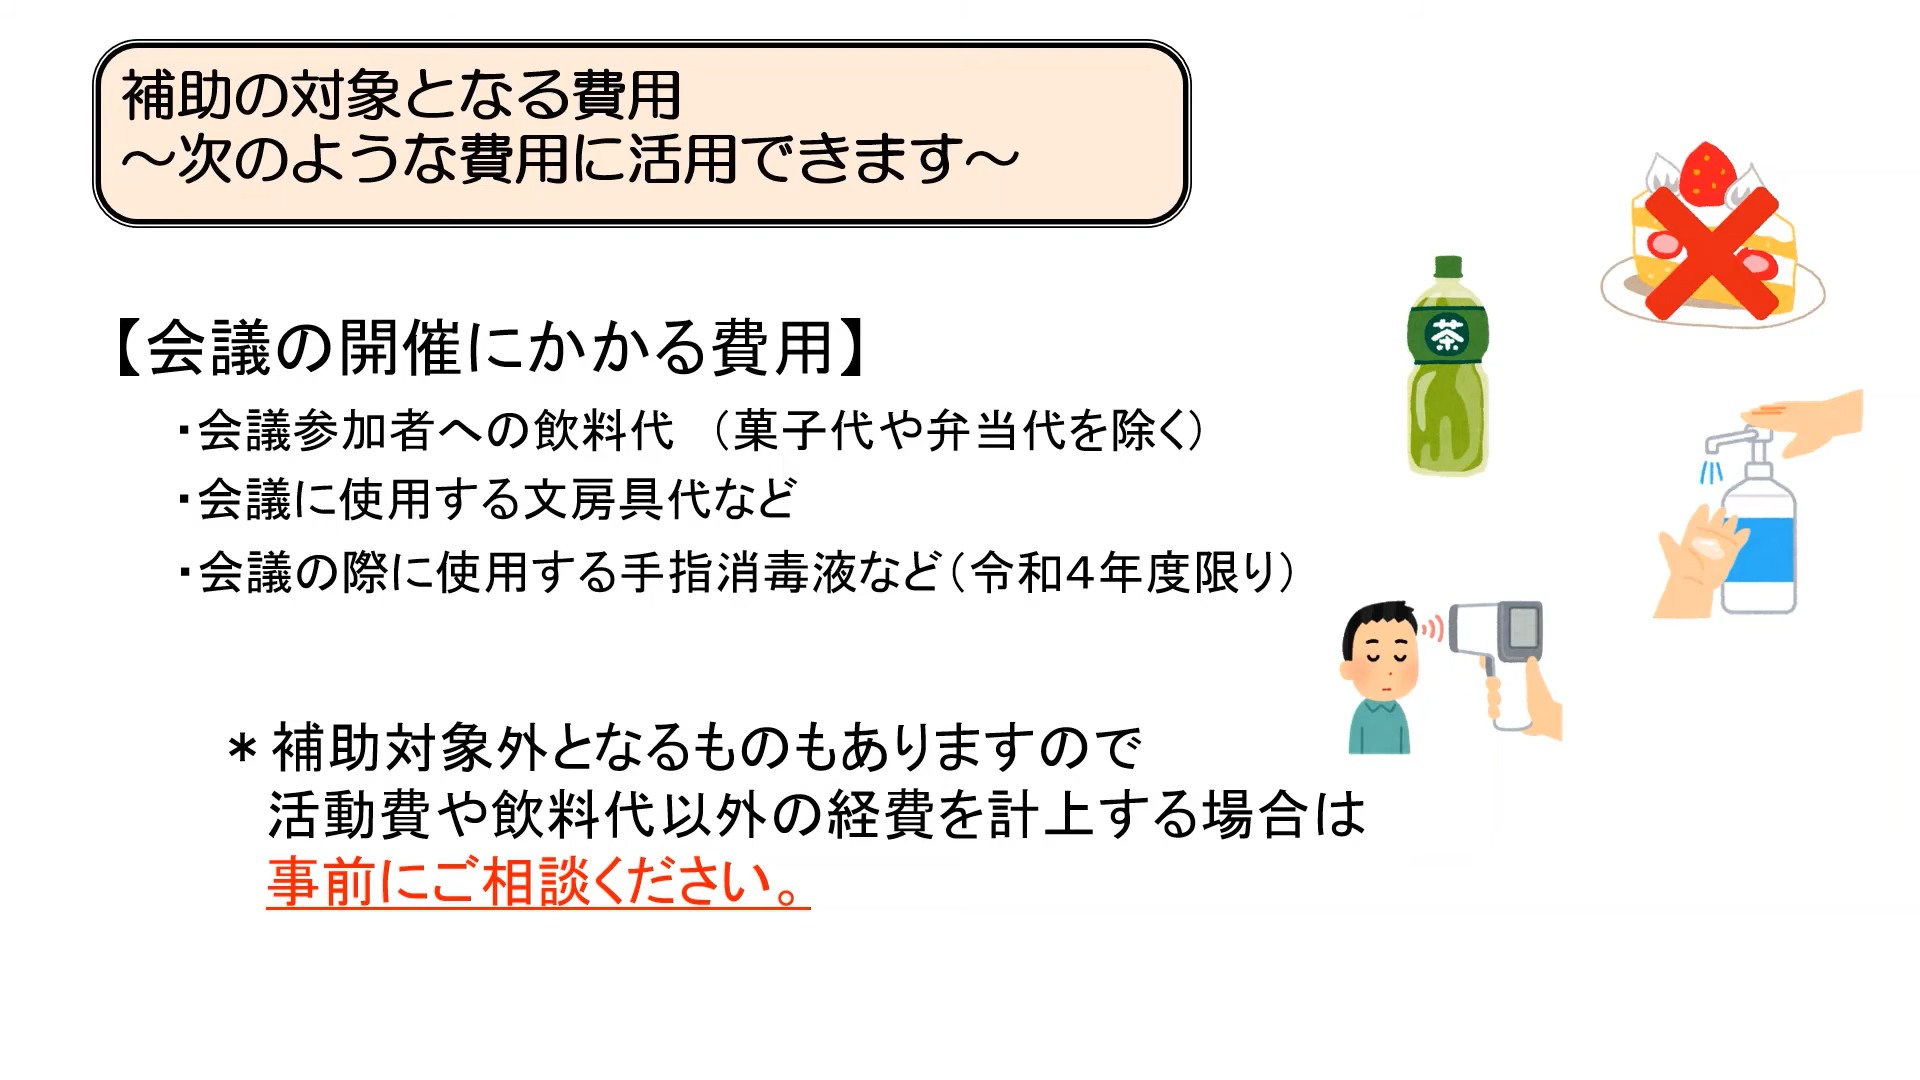 補助の対象となる費用
～次のような費用に活用できます～
【会議の開催にかかる費用】
・会議参加者への飲料代　（菓子代や弁当代を除く）
・会議に使用する文房具代など
・会議の際に使用する手指消毒液など（令和４年度限り）
茶
＊補助対象外となるものもありますので
活動費や飲料代以外の経費を計上する場合は
事前にご相談ください。